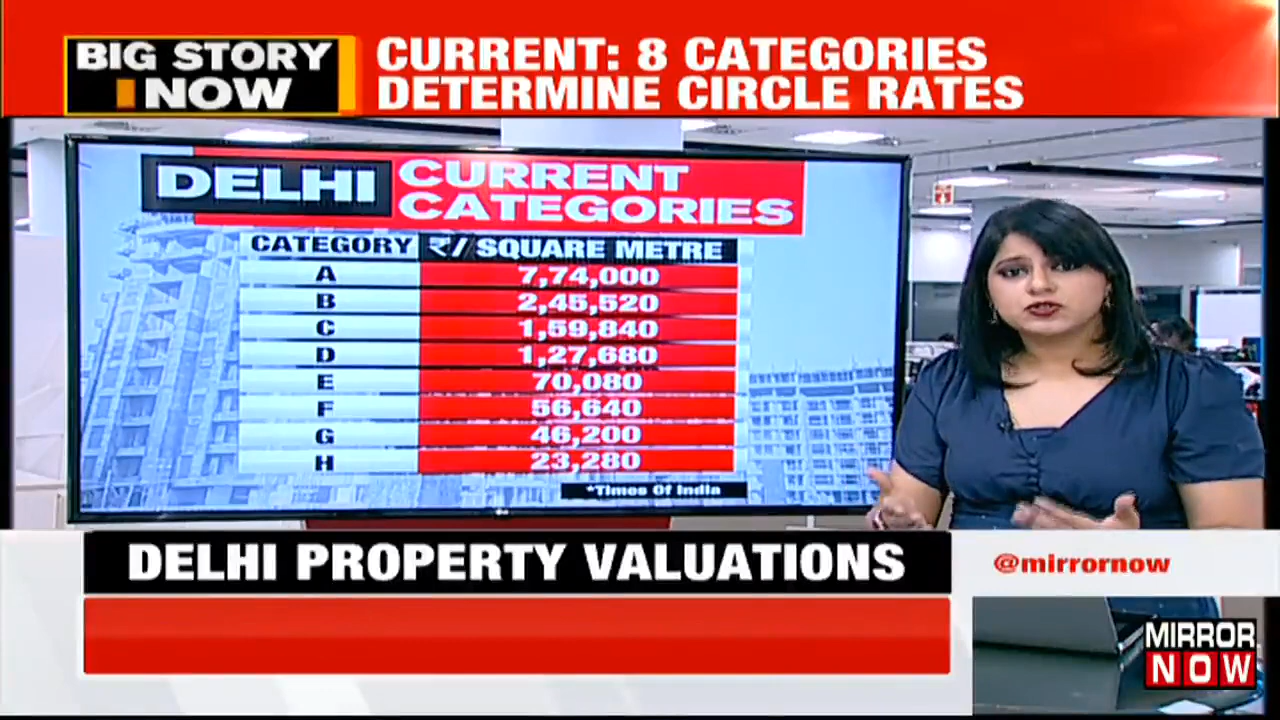 BIG STORY
NOW
CURRENT: 8 CATEGORIES
DETERMINE CIRCLE RATES
DELHI
CURRENT
CATEGORIES
CATEGORY ₹/SQUARE METRE
A 7,74,000
B 2,45,520
C 1,59,840
D 1,27,680
E 70,080
F 56,640
G 46,200
H 23,280
*Times Of India
DELHI PROPERTY VALUATIONS
@mirrornow
MIRROR
NOW